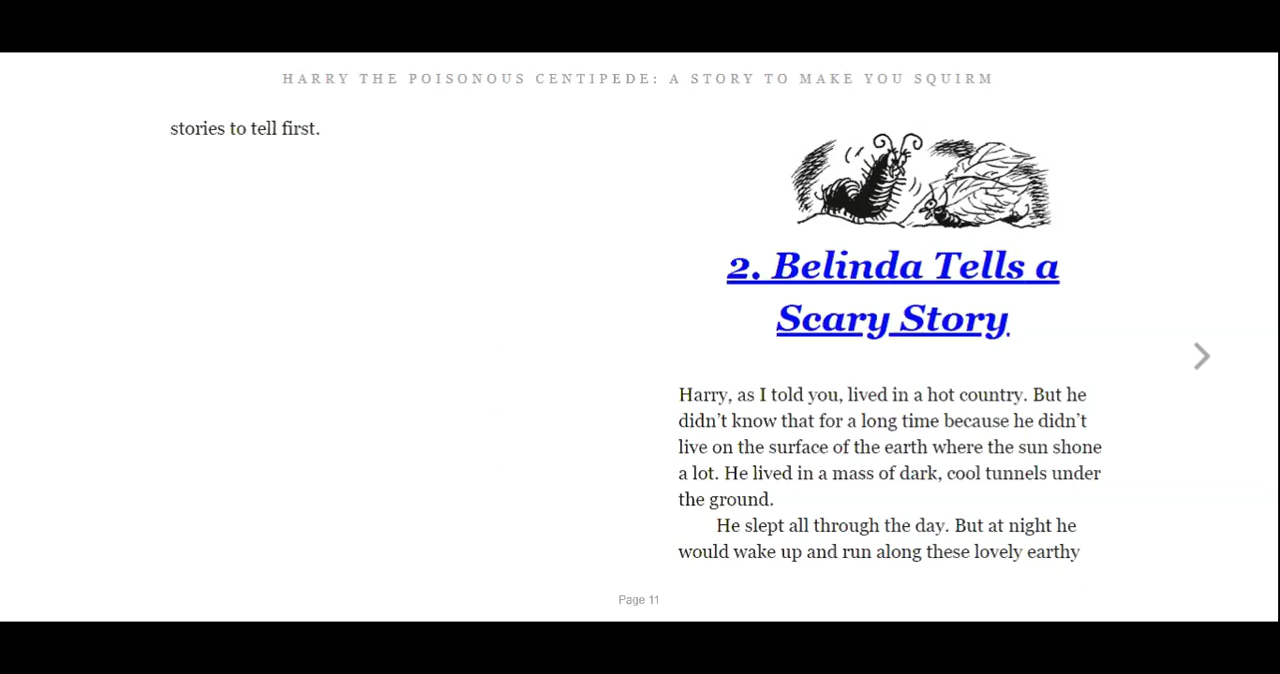 HARRY THE POISONOUS CENTIPEDE: A STORY TO MAKE YOU SQUIRM
stories to tell first.
2. Belinda Tells a
Scary Story
Harry, as I told you, lived in a hot country. But he
didn’t know that for a long time because he didn’t
live on the surface of the earth where the sun shone
a lot. He lived in a mass of dark, cool tunnels under
the ground.
He slept all through the day. But at night he
would wake up and run along these lovely earthy
Page 11